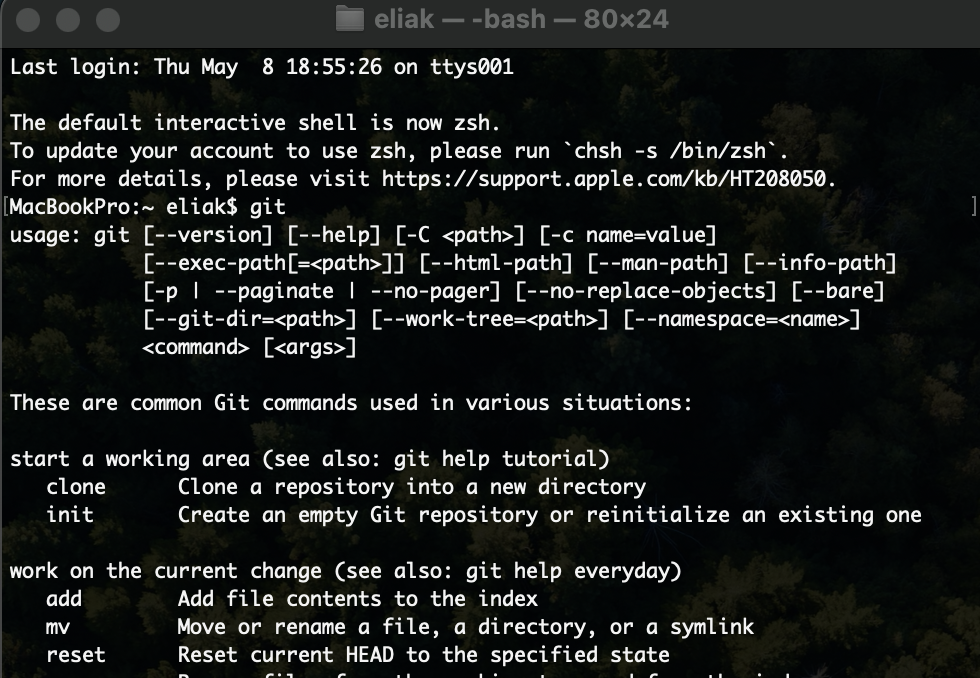 eliak — -bash — 80×24
Last login: Thu May  8 18:55:26 on ttys001
The default interactive shell is now zsh.
To update your account to use zsh, please run `chsh -s /bin/zsh`.
For more details, please visit https://support.apple.com/kb/HT208050.
[MacBookPro:~ eliak$ git ]
usage: git [--version] [--help] [-C <path>] [-c name=value]
           [--exec-path[=<path>]] [--html-path] [--man-path] [--info-path]
           [-p | --paginate | --no-pager] [--no-replace-objects] [--bare]
           [--git-dir=<path>] [--work-tree=<path>] [--namespace=<name>]
           <command> [<args>]
These are common Git commands used in various situations:
start a working area (see also: git help tutorial)
   clone      Clone a repository into a new directory
   init       Create an empty Git repository or reinitialize an existing one
work on the current change (see also: git help everyday)
   add        Add file contents to the index
   mv         Move or rename a file, a directory, or a symlink
   reset      Reset current HEAD to the specified state